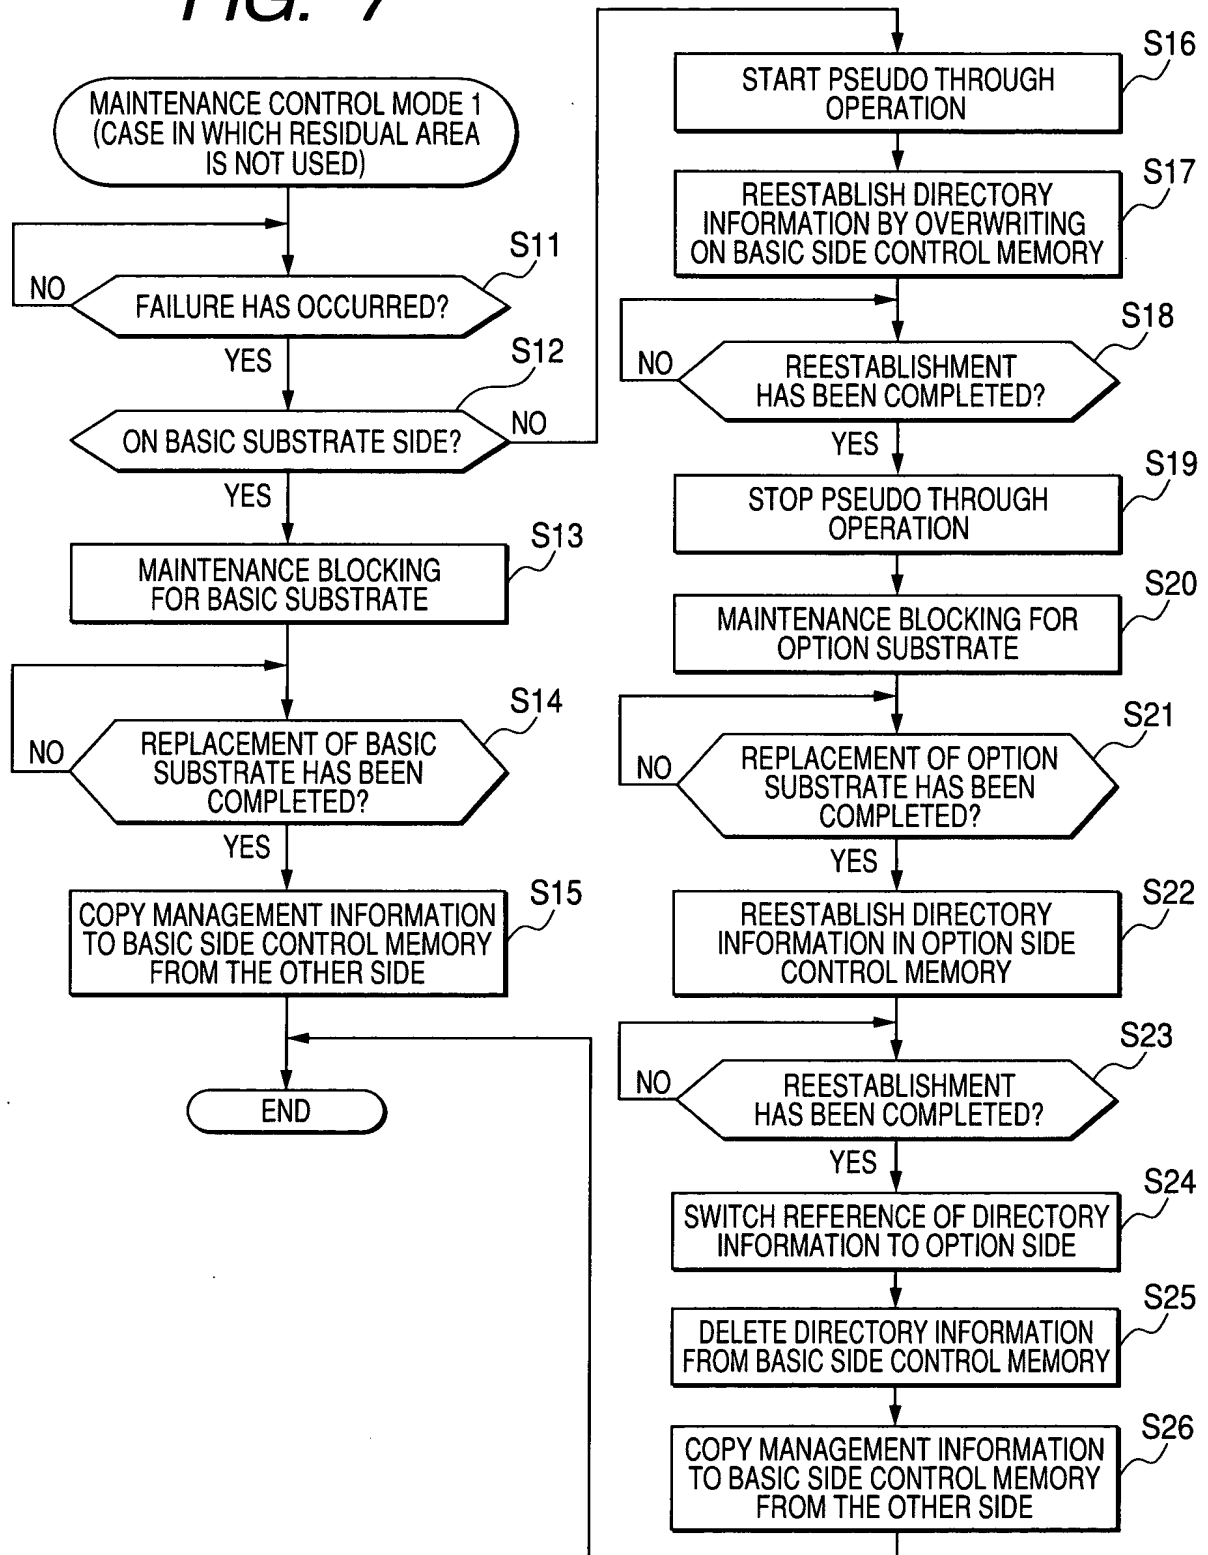 FIG. 7
MAINTENANCE CONTROL MODE 1
(CASE IN WHICH RESIDUAL AREA
IS NOT USED)
S11
NO
FAILURE HAS OCCURRED?
YES
S12
ON BASIC SUBSTRATE SIDE?
NO
YES
S13
MAINTENANCE BLOCKING
FOR BASIC SUBSTRATE
S14
NO
REPLACEMENT OF BASIC
SUBSTRATE HAS BEEN
COMPLETED?
YES
S15
COPY MANAGEMENT INFORMATION
TO BASIC SIDE CONTROL MEMORY
FROM THE OTHER SIDE
END
S16
START PSEUDO THROUGH
OPERATION
S17
REESTABLISH DIRECTORY
INFORMATION BY OVERWRITING
ON BASIC SIDE CONTROL MEMORY
S18
NO
REESTABLISHMENT
HAS BEEN COMPLETED?
YES
S19
STOP PSEUDO THROUGH
OPERATION
S20
MAINTENANCE BLOCKING FOR
OPTION SUBSTRATE
S21
NO
REPLACEMENT OF OPTION
SUBSTRATE HAS BEEN
COMPLETED?
YES
S22
REESTABLISH DIRECTORY
INFORMATION IN OPTION SIDE
CONTROL MEMORY
S23
NO
REESTABLISHMENT
HAS BEEN COMPLETED?
YES
S24
SWITCH REFERENCE OF DIRECTORY
INFORMATION TO OPTION SIDE
S25
DELETE DIRECTORY INFORMATION
FROM BASIC SIDE CONTROL MEMORY
S26
COPY MANAGEMENT INFORMATION
TO BASIC SIDE CONTROL MEMORY
FROM THE OTHER SIDE